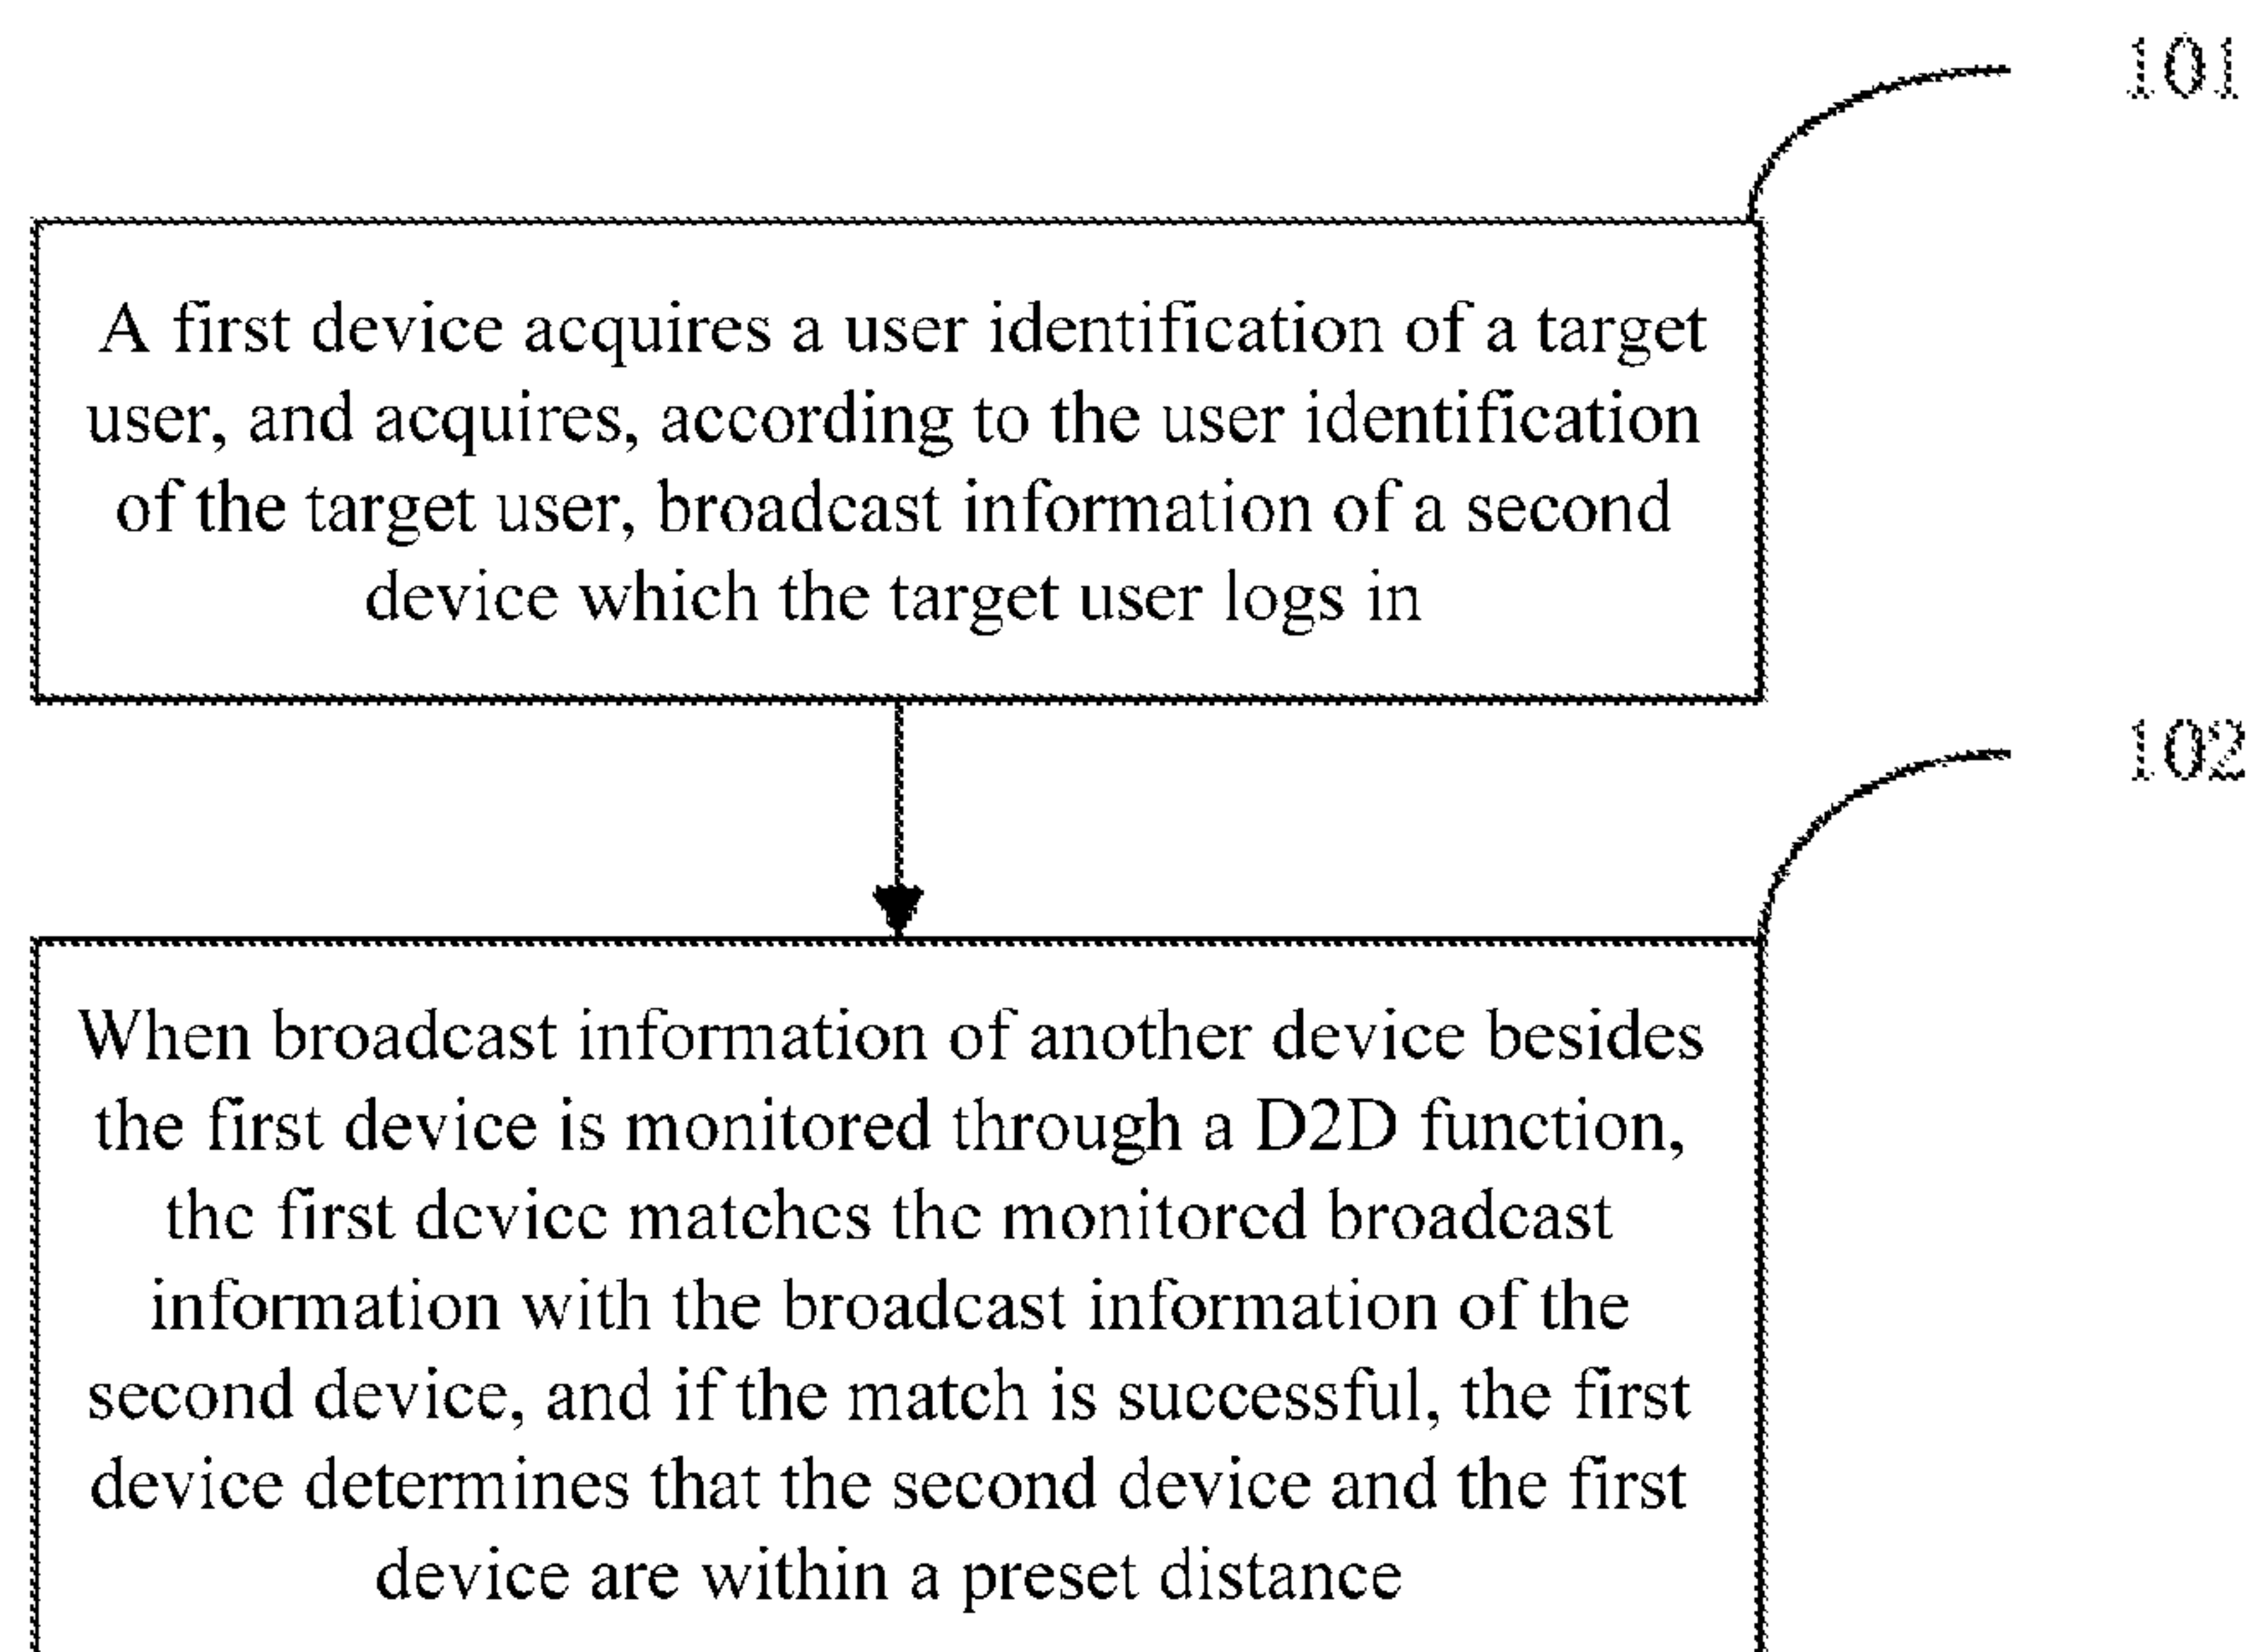 101
A first device acquires a user identification of a target
user, and acquires, according to the user identification
of the target user, broadcast information of a second
device which the target user logs in
102
When broadcast information of another device besides
the first device is monitored through a D2D function,
the first device matches the monitored broadcast
information with the broadcast information of the
second device, and if the match is successful, the first
device determines that the second device and the first
device are within a preset distance